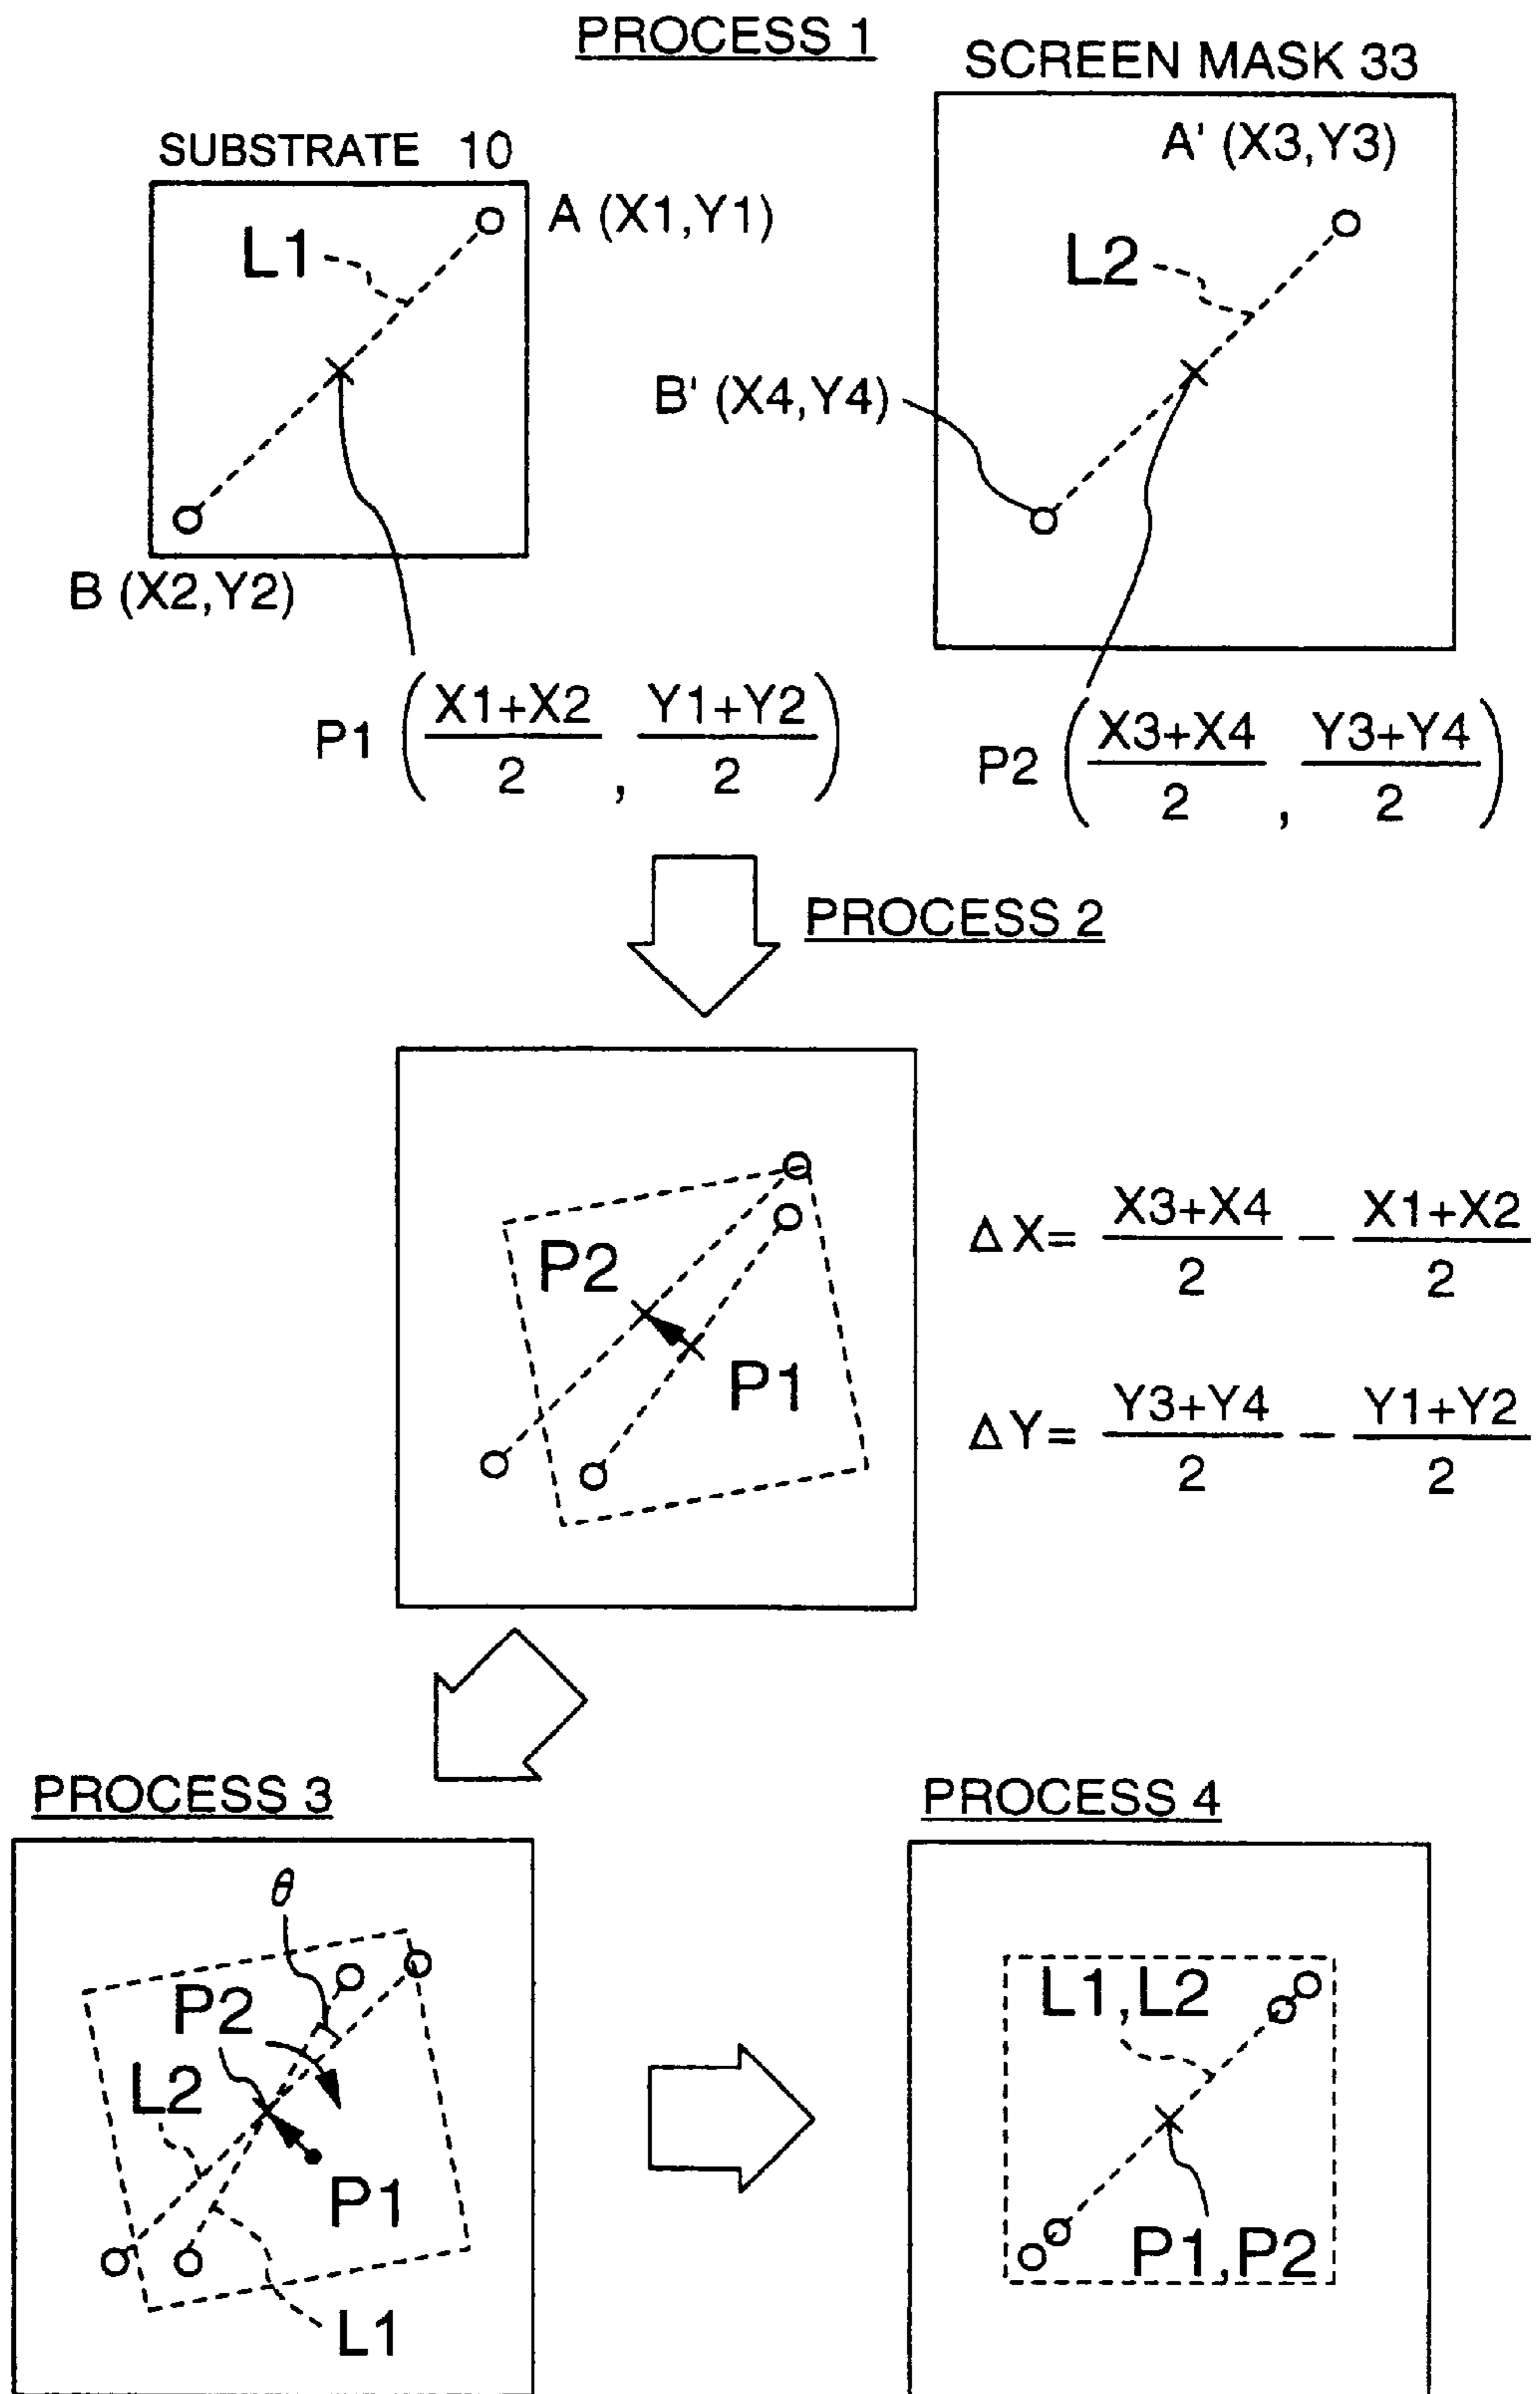 PROCESS 1
SUBSTRATE 10
SCREEN MASK 33
A (X1,Y1)
L1
B (X2,Y2)
A' (X3,Y3)
L2
B' (X4,Y4)
P1 ( X1+X2 / 2 , Y1+Y2 / 2 )
P2 ( X3+X4 / 2 , Y3+Y4 / 2 )
PROCESS 2
P2
P1
ΔX= X3+X4 / 2 − X1+X2 / 2
ΔY= Y3+Y4 / 2 − Y1+Y2 / 2
PROCESS 3
θ
P2
L2
P1
L1
PROCESS 4
L1,L2
P1,P2